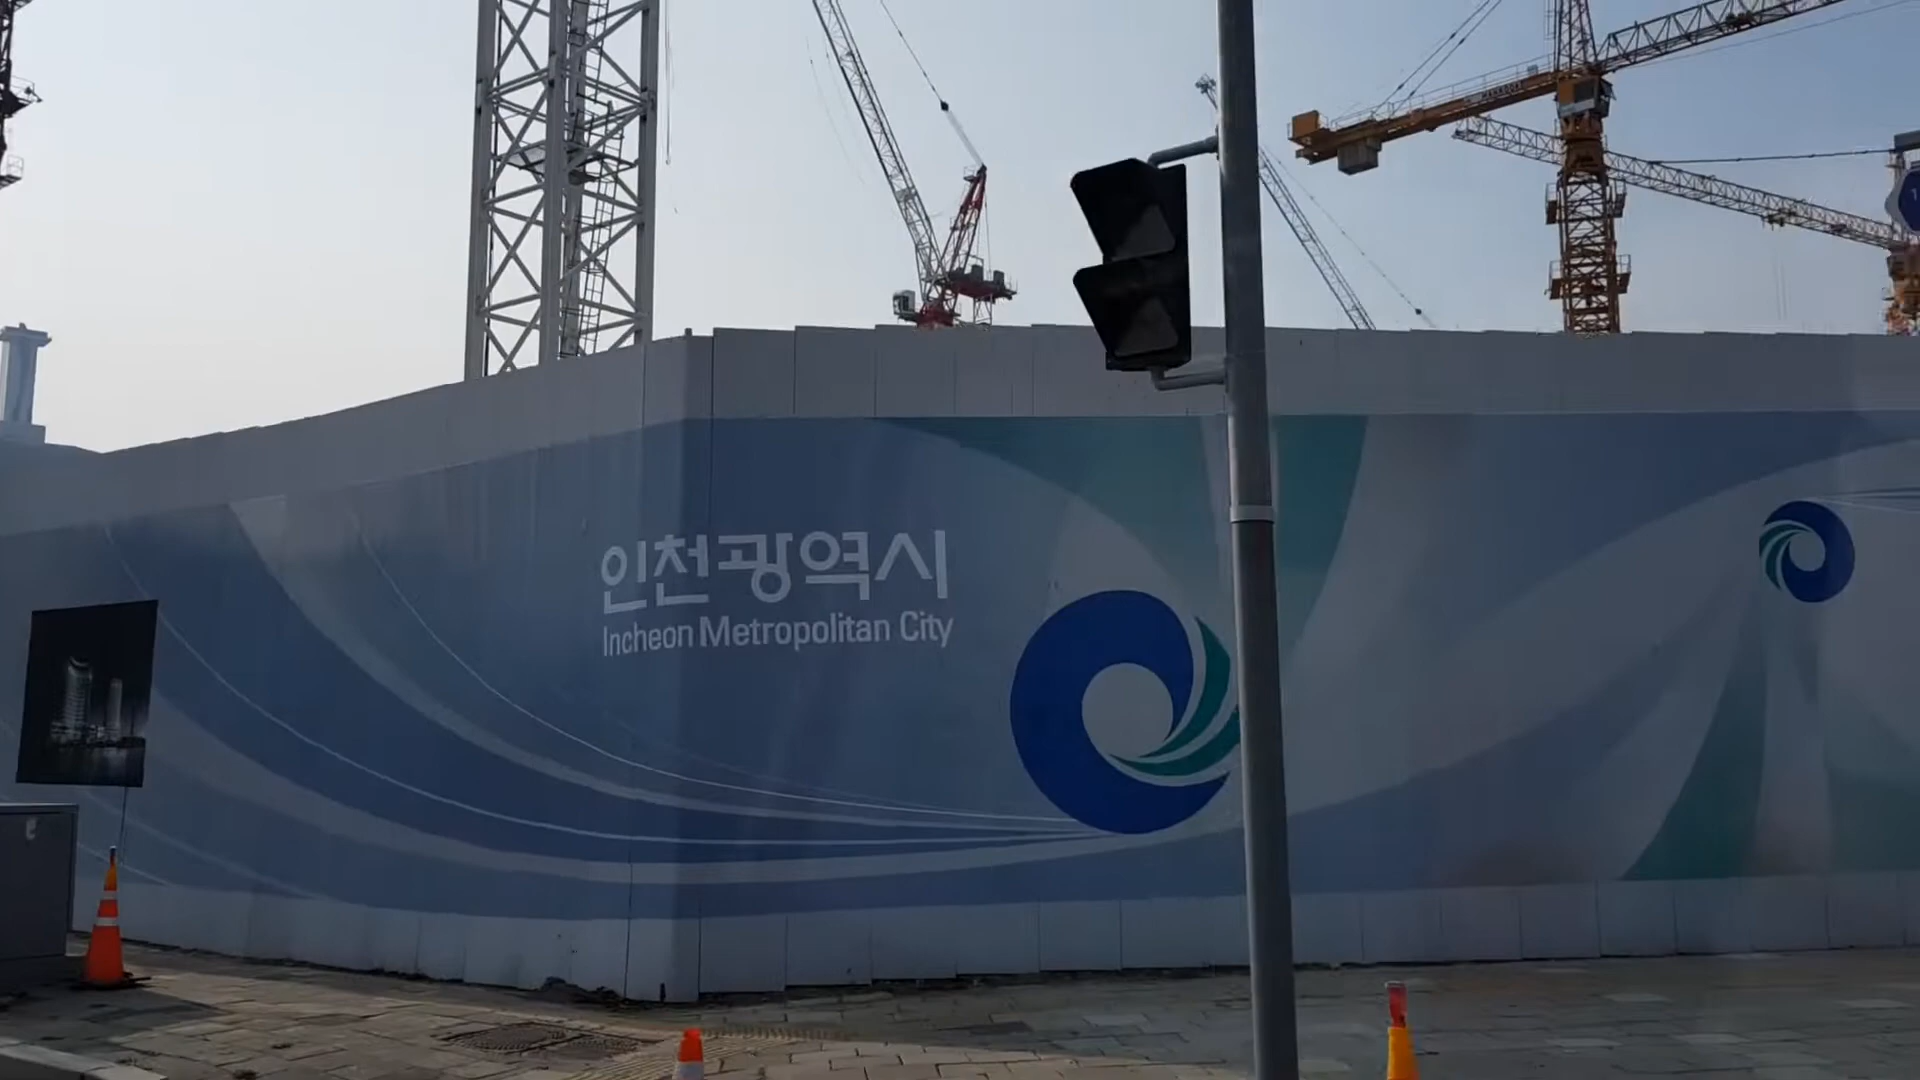 인천광역시
Incheon Metropolitan City